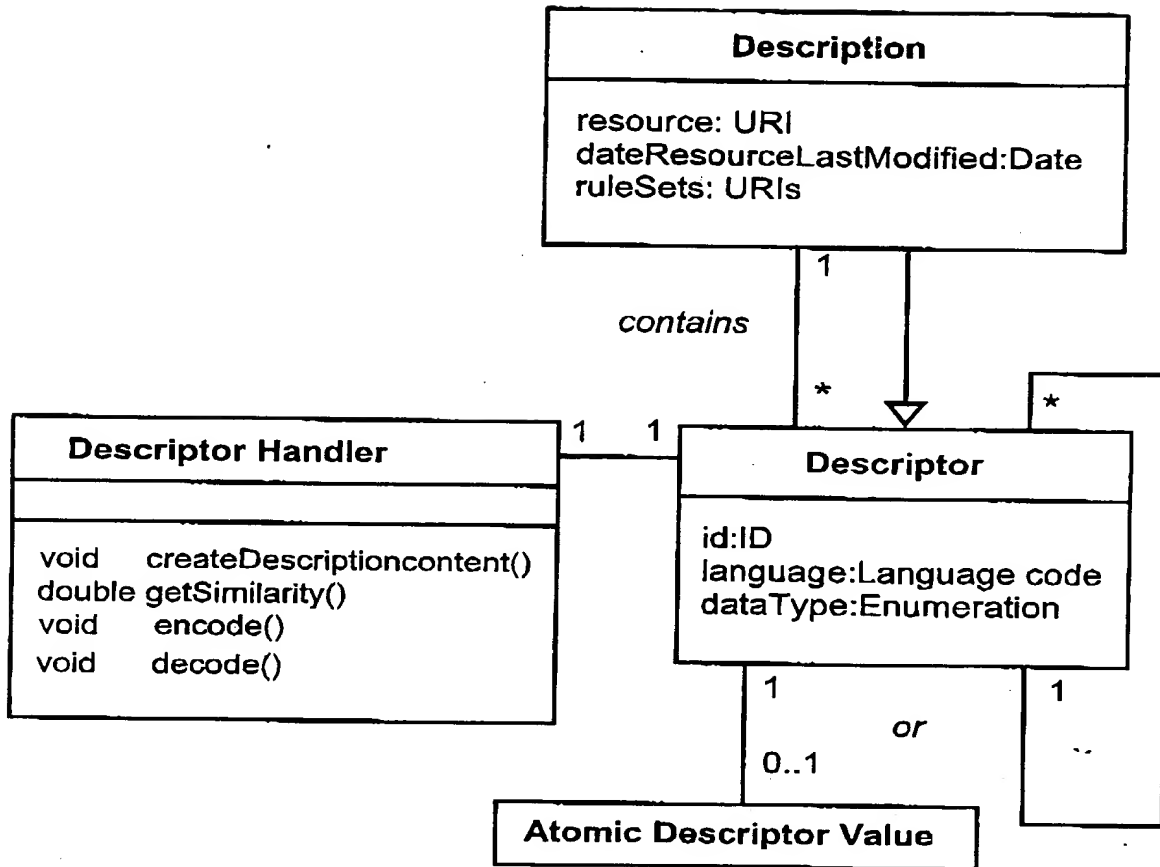 Description
resource: URI
dateResourceLastModified:Date
ruleSets: URIs
1
contains
*
*
Descriptor Handler
1
1
Descriptor
void createDescriptioncontent()
double getSimilarity()
void encode()
void decode()
id:ID
language:Language code
dataType:Enumeration
1
1
or
0..1
Atomic Descriptor Value